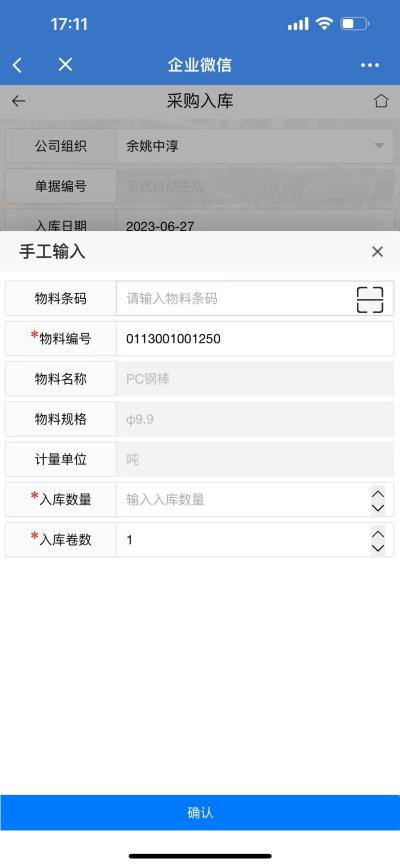 17:11
企业微信
采购入库
公司组织 余姚中淳
单据编号 系统自动生成
入库日期 2023-06-27
手工输入
物料条码 请输入物料条码
*物料编号 0113001001250
物料名称 PC钢棒
物料规格 φ9.9
计量单位 吨
*入库数量 输入入库数量
*入库卷数 1
确认